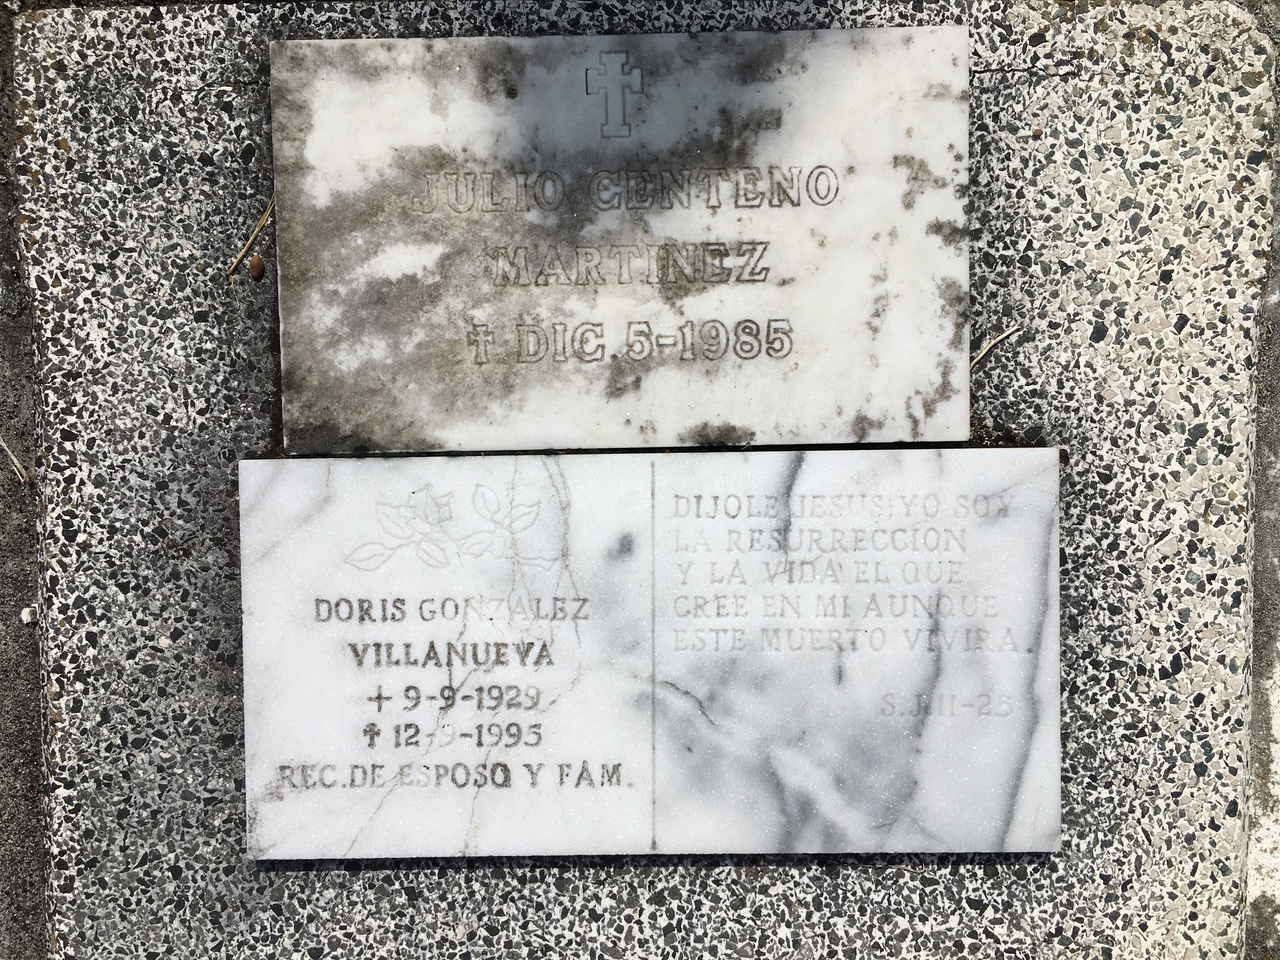 JULIO CENTENO
MARTINEZ
† DIC. 5-1985
DORIS GONZALEZ
VILLANUEVA
+ 9-9-1929
† 12-9-1995
REC. DE ESPOSO Y FAM.
DIJOLE JESUS: YO SOY
LA RESURRECCION
Y LA VIDA EL QUE
CREE EN MI AUNQUE
ESTE MUERTO VIVIRA.
S.J. 11-25